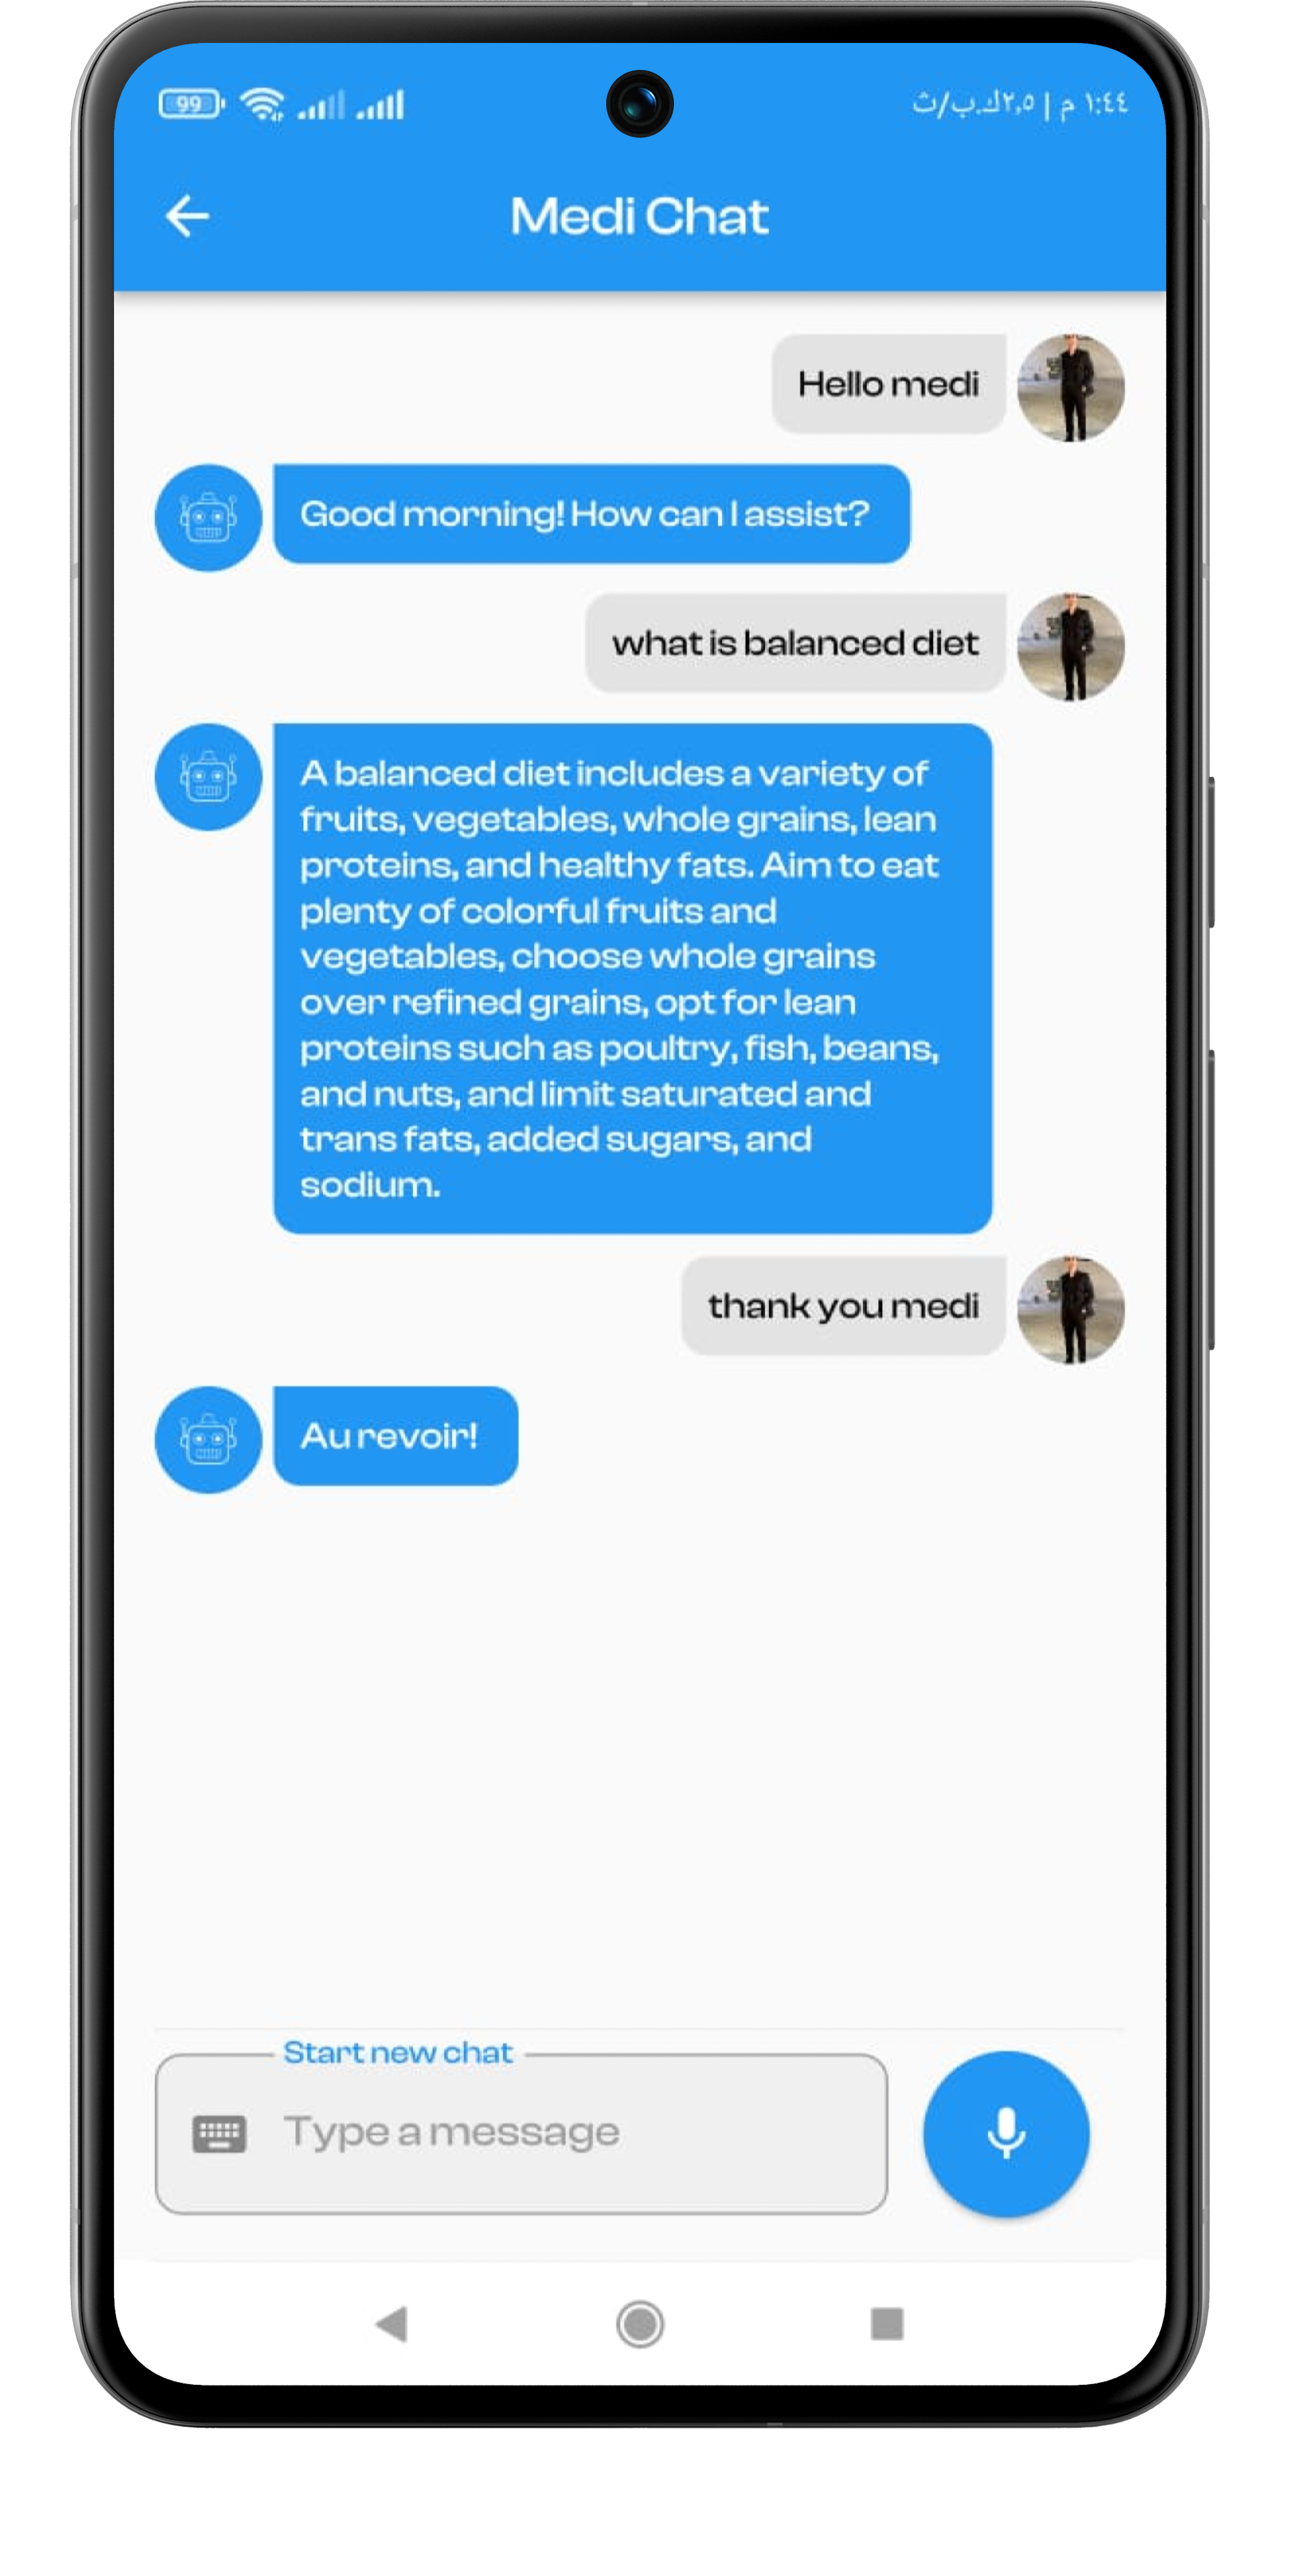 99
١:٤٤ م | ٢,٥ك.ب/ث
Medi Chat
Hello medi
Good morning! How can I assist?
what is balanced diet
A balanced diet includes a variety of
fruits, vegetables, whole grains, lean
proteins, and healthy fats. Aim to eat
plenty of colorful fruits and
vegetables, choose whole grains
over refined grains, opt for lean
proteins such as poultry, fish, beans,
and nuts, and limit saturated and
trans fats, added sugars, and
sodium.
thank you medi
Au revoir!
Start new chat
Type a message